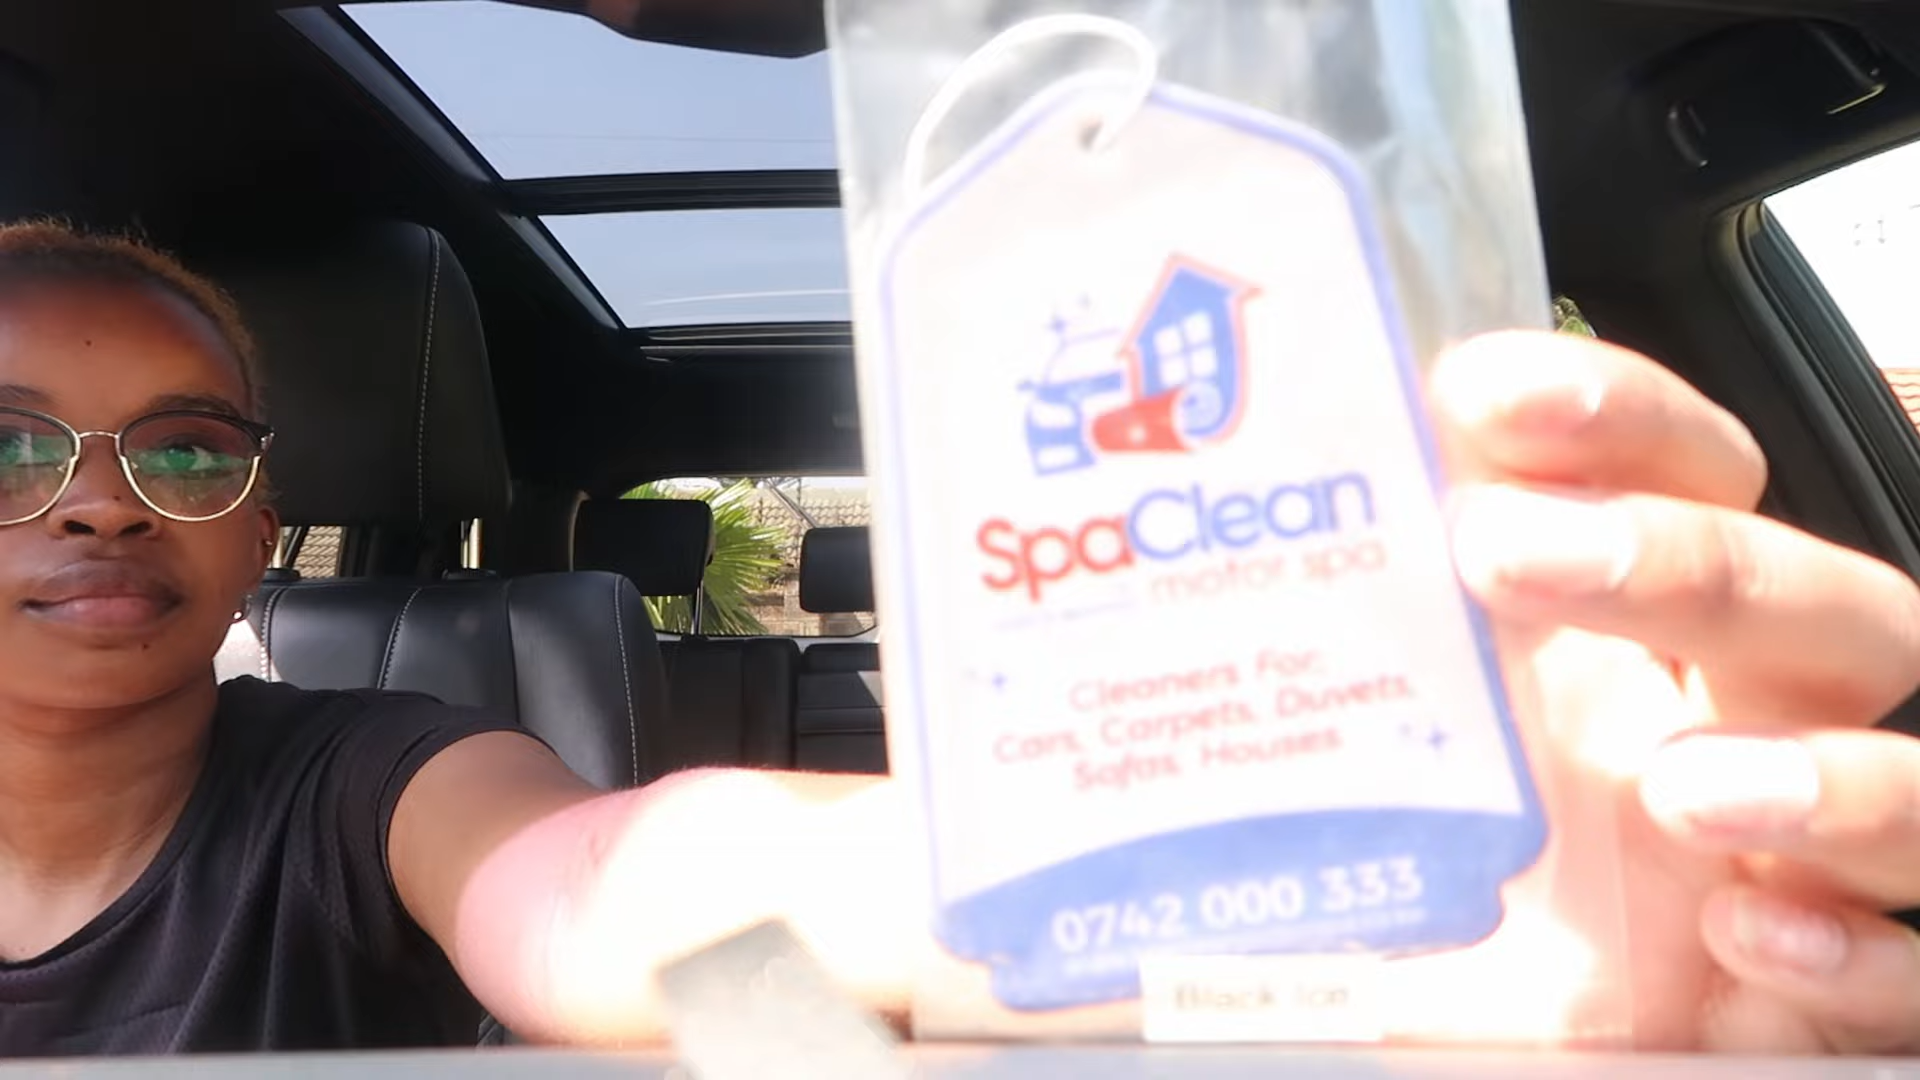 SpaClean
motor spa
Cleaners For:
Cars, Carpets, Duvets,
Sofas, Houses
0742 000 333
Black Ice